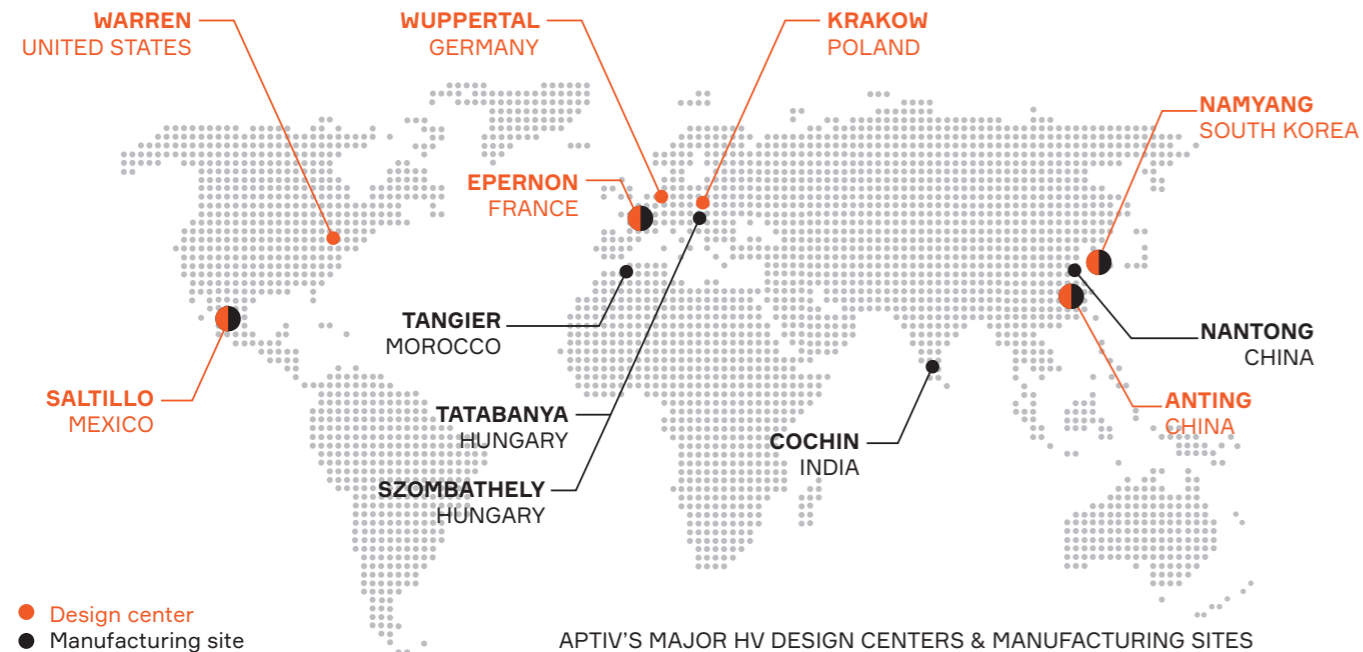 WARREN
UNITED STATES
WUPPERTAL
GERMANY
KRAKOW
POLAND
NAMYANG
SOUTH KOREA
EPERNON
FRANCE
TANGIER
MOROCCO
NANTONG
CHINA
SALTILLO
MEXICO
ANTING
CHINA
TATABANYA
HUNGARY
COCHIN
INDIA
SZOMBATHELY
HUNGARY
Design center
Manufacturing site
APTIV'S MAJOR HV DESIGN CENTERS & MANUFACTURING SITES